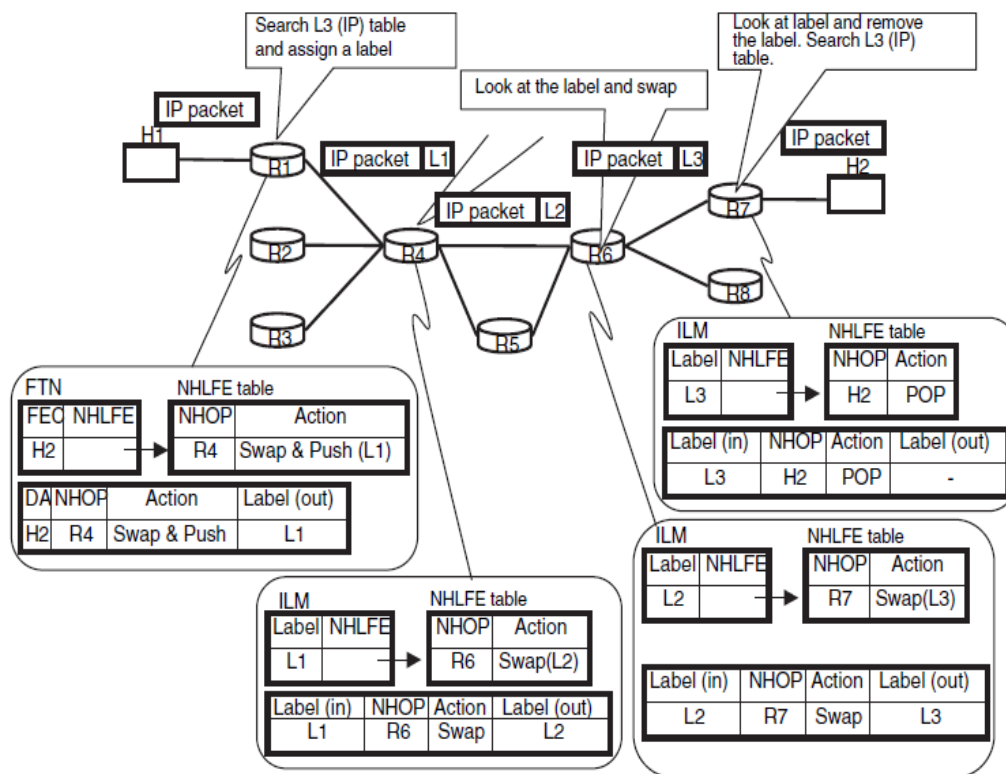 Search L3 (IP) table
and assign a label
Look at label and remove
the label. Search L3 (IP)
table.
Look at the label and swap
IP packet
H1
R1
IP packet L1
IP packet L3
IP packet
H2
R7
IP packet L2
R2
R4
R6
R8
R3
R5
FTN
NHLFE table
FEC NHLFE
NHOP Action
H2
R4 Swap & Push (L1)
DA NHOP Action Label (out)
H2 R4 Swap & Push L1
ILM
NHLFE table
Label NHLFE
NHOP Action
L3
H2 POP
Label (in) NHOP Action Label (out)
L3 H2 POP -
ILM
NHLFE table
Label NHLFE
NHOP Action
L1
R6 Swap(L2)
Label (in) NHOP Action Label (out)
L1 R6 Swap L2
ILM
NHLFE table
Label NHLFE
NHOP Action
L2
R7 Swap(L3)
Label (in) NHOP Action Label (out)
L2 R7 Swap L3